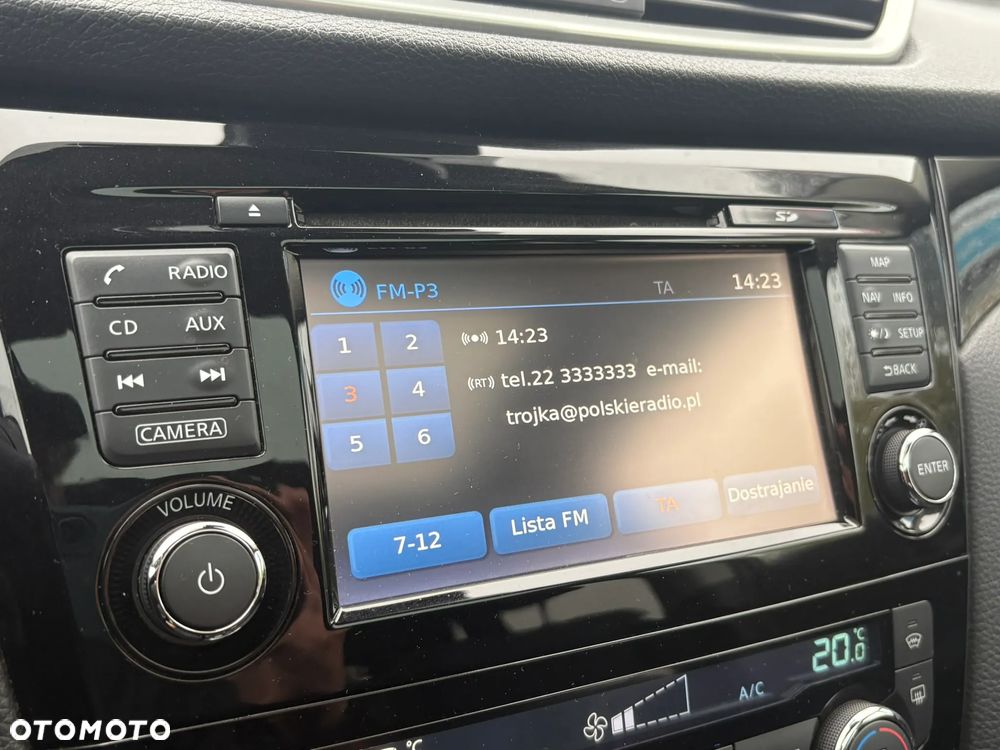 SD
RADIO
CD AUX
CAMERA
VOLUME
FM-P3 TA 14:23
1 2
3 4
5 6
14:23
(RT) tel.22 3333333 e-mail:
trojka@polskieradio.pl
7-12 Lista FM TA Dostrajanie
MAP
NAV INFO
SETUP
BACK
ENTER
20.0 °C
A/C
°C
OTOMOTO